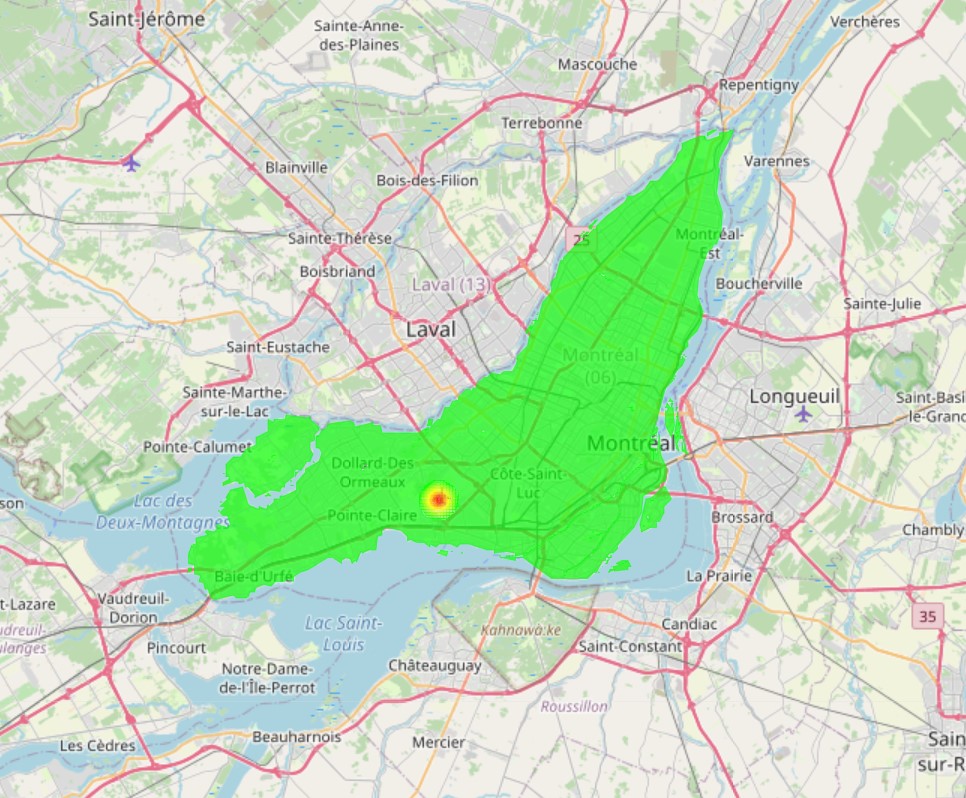 Saint-Jérôme
Sainte-Anne-
des-Plaines
Verchères
Mascouche
Repentigny
Terrebonne
Varennes
Blainville
Bois-des-Filion
Sainte-Thérèse
25
Montréal-
Est
Boisbriand
Laval (13)
Boucherville
Sainte-Julie
Laval
Saint-Eustache
Montréal
(06)
Sainte-Marthe-
sur-le-Lac
Longueuil
Saint-Basi
le-Granc
Pointe-Calumet
Montréal
Dollard-Des
Ormeaux
Côte-Saint-
Luc
Lac des
Deux-Montagnes
son
Pointe-Claire
Brossard
Chambly
Baie-d'Urfé
La Prairie
t-Lazare
Vaudreuil-
Dorion
35
udreuil-
ulanges
Lac Saint-
Louis
Kahnawà:ke
Candiac
Pincourt
Saint-Constant
Châteauguay
Notre-Dame-
de-l'Île-Perrot
Roussillon
Les Cèdres
Beauharnois
Mercier
Sain
sur-R